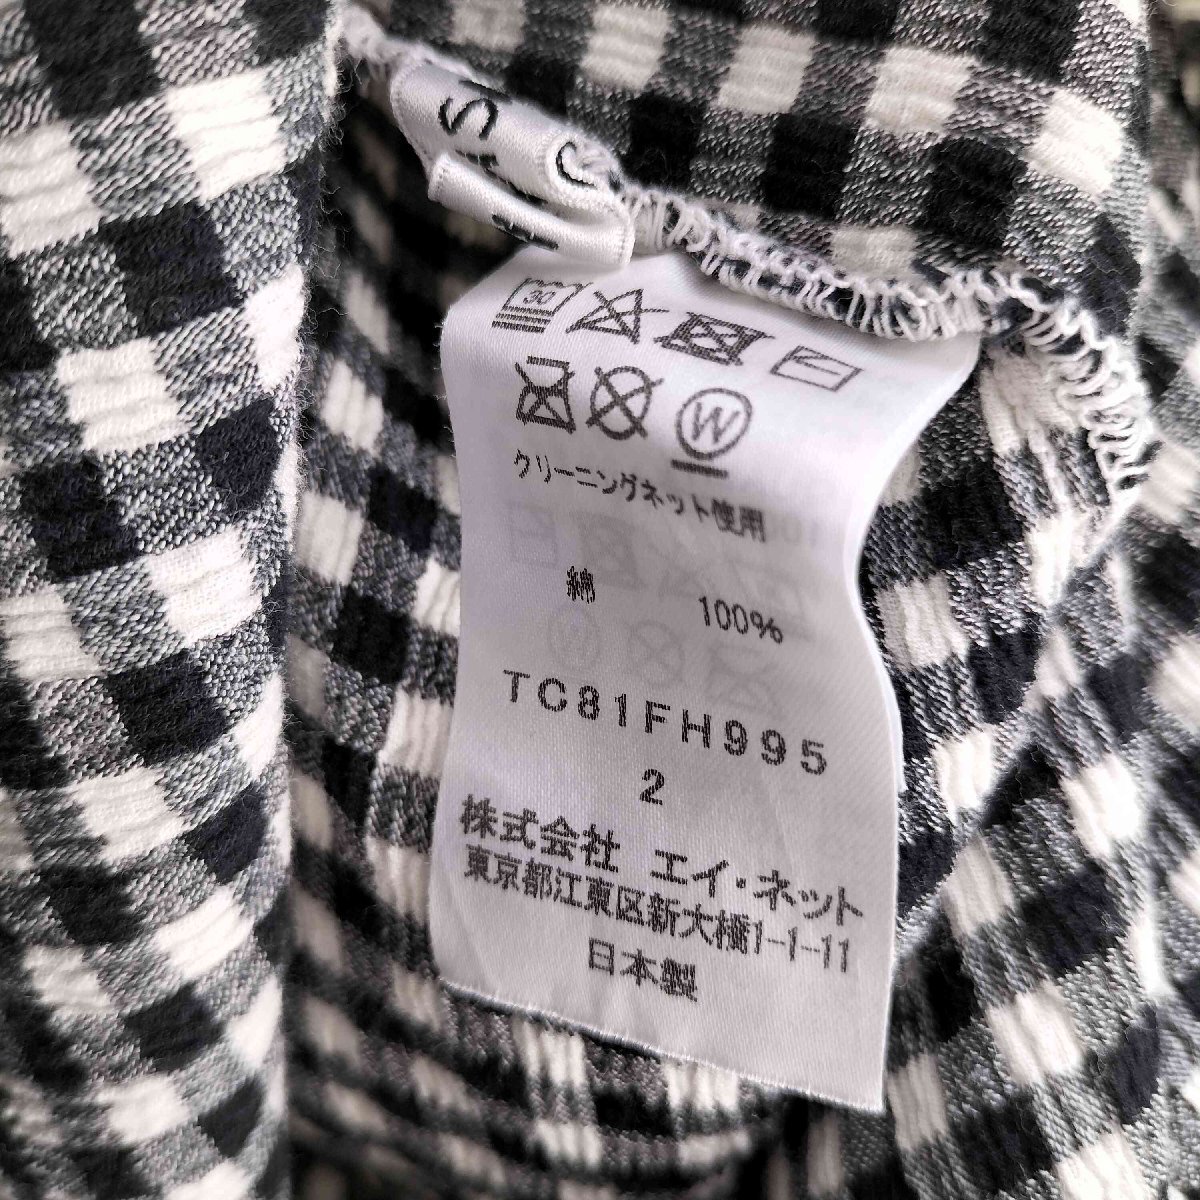 30
W
クリーニングネット使用
綿 100%
TC81FH995
2
株式会社 エイ・ネット
東京都江東区新大橋1-1-11
日本製